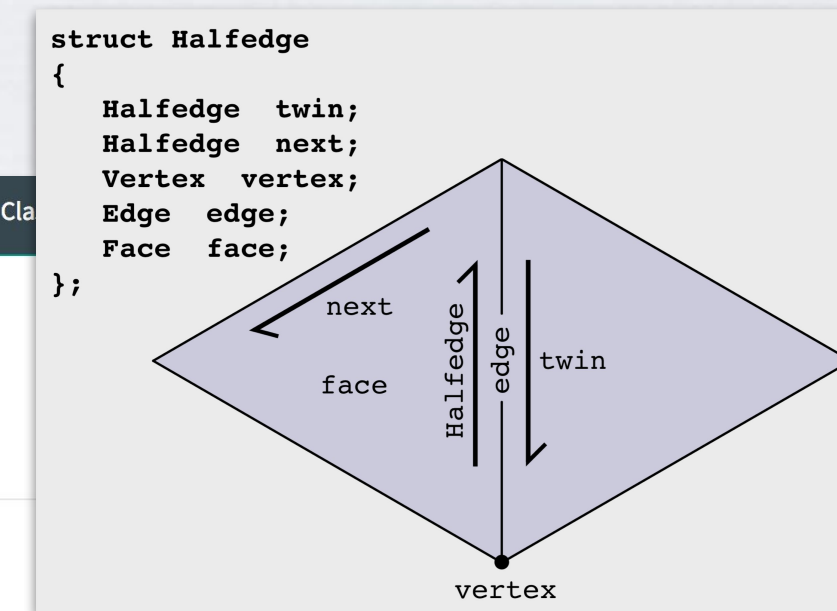 struct Halfedge
{
Halfedge twin;
Halfedge next;
Vertex vertex;
Edge edge;
Face face;
};
Cla
next
face
Halfedge
edge
twin
vertex